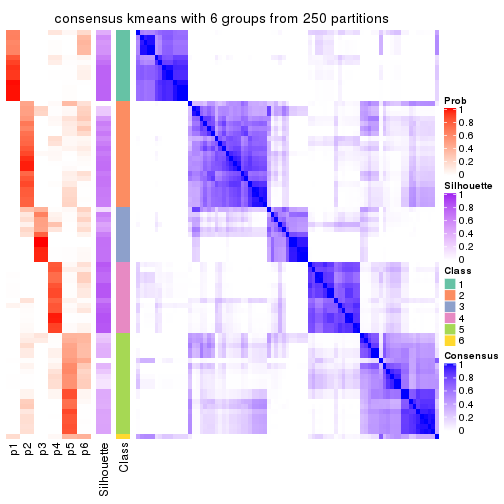 consensus kmeans with 6 groups from 250 partitions
Prob
1
0.8
0.6
0.4
0.2
0
Silhouette
1
0.8
0.6
0.4
0.2
0
Class
1
2
3
4
5
6
Consensus
1
0.8
0.6
0.4
0.2
0
p1
p2
p3
p4
p5
p6
Silhouette
Class